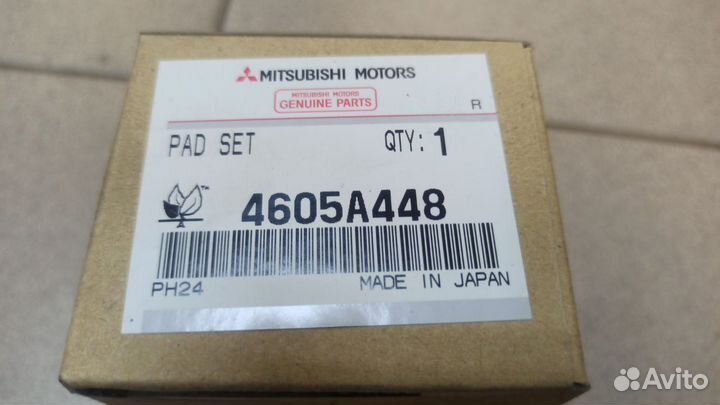 MITSUBISHI MOTORS
MITSUBISHI MOTORS
GENUINE PARTS
R
PAD SET QTY: 1
TM
4605A448
PH24 MADE IN JAPAN
Avito